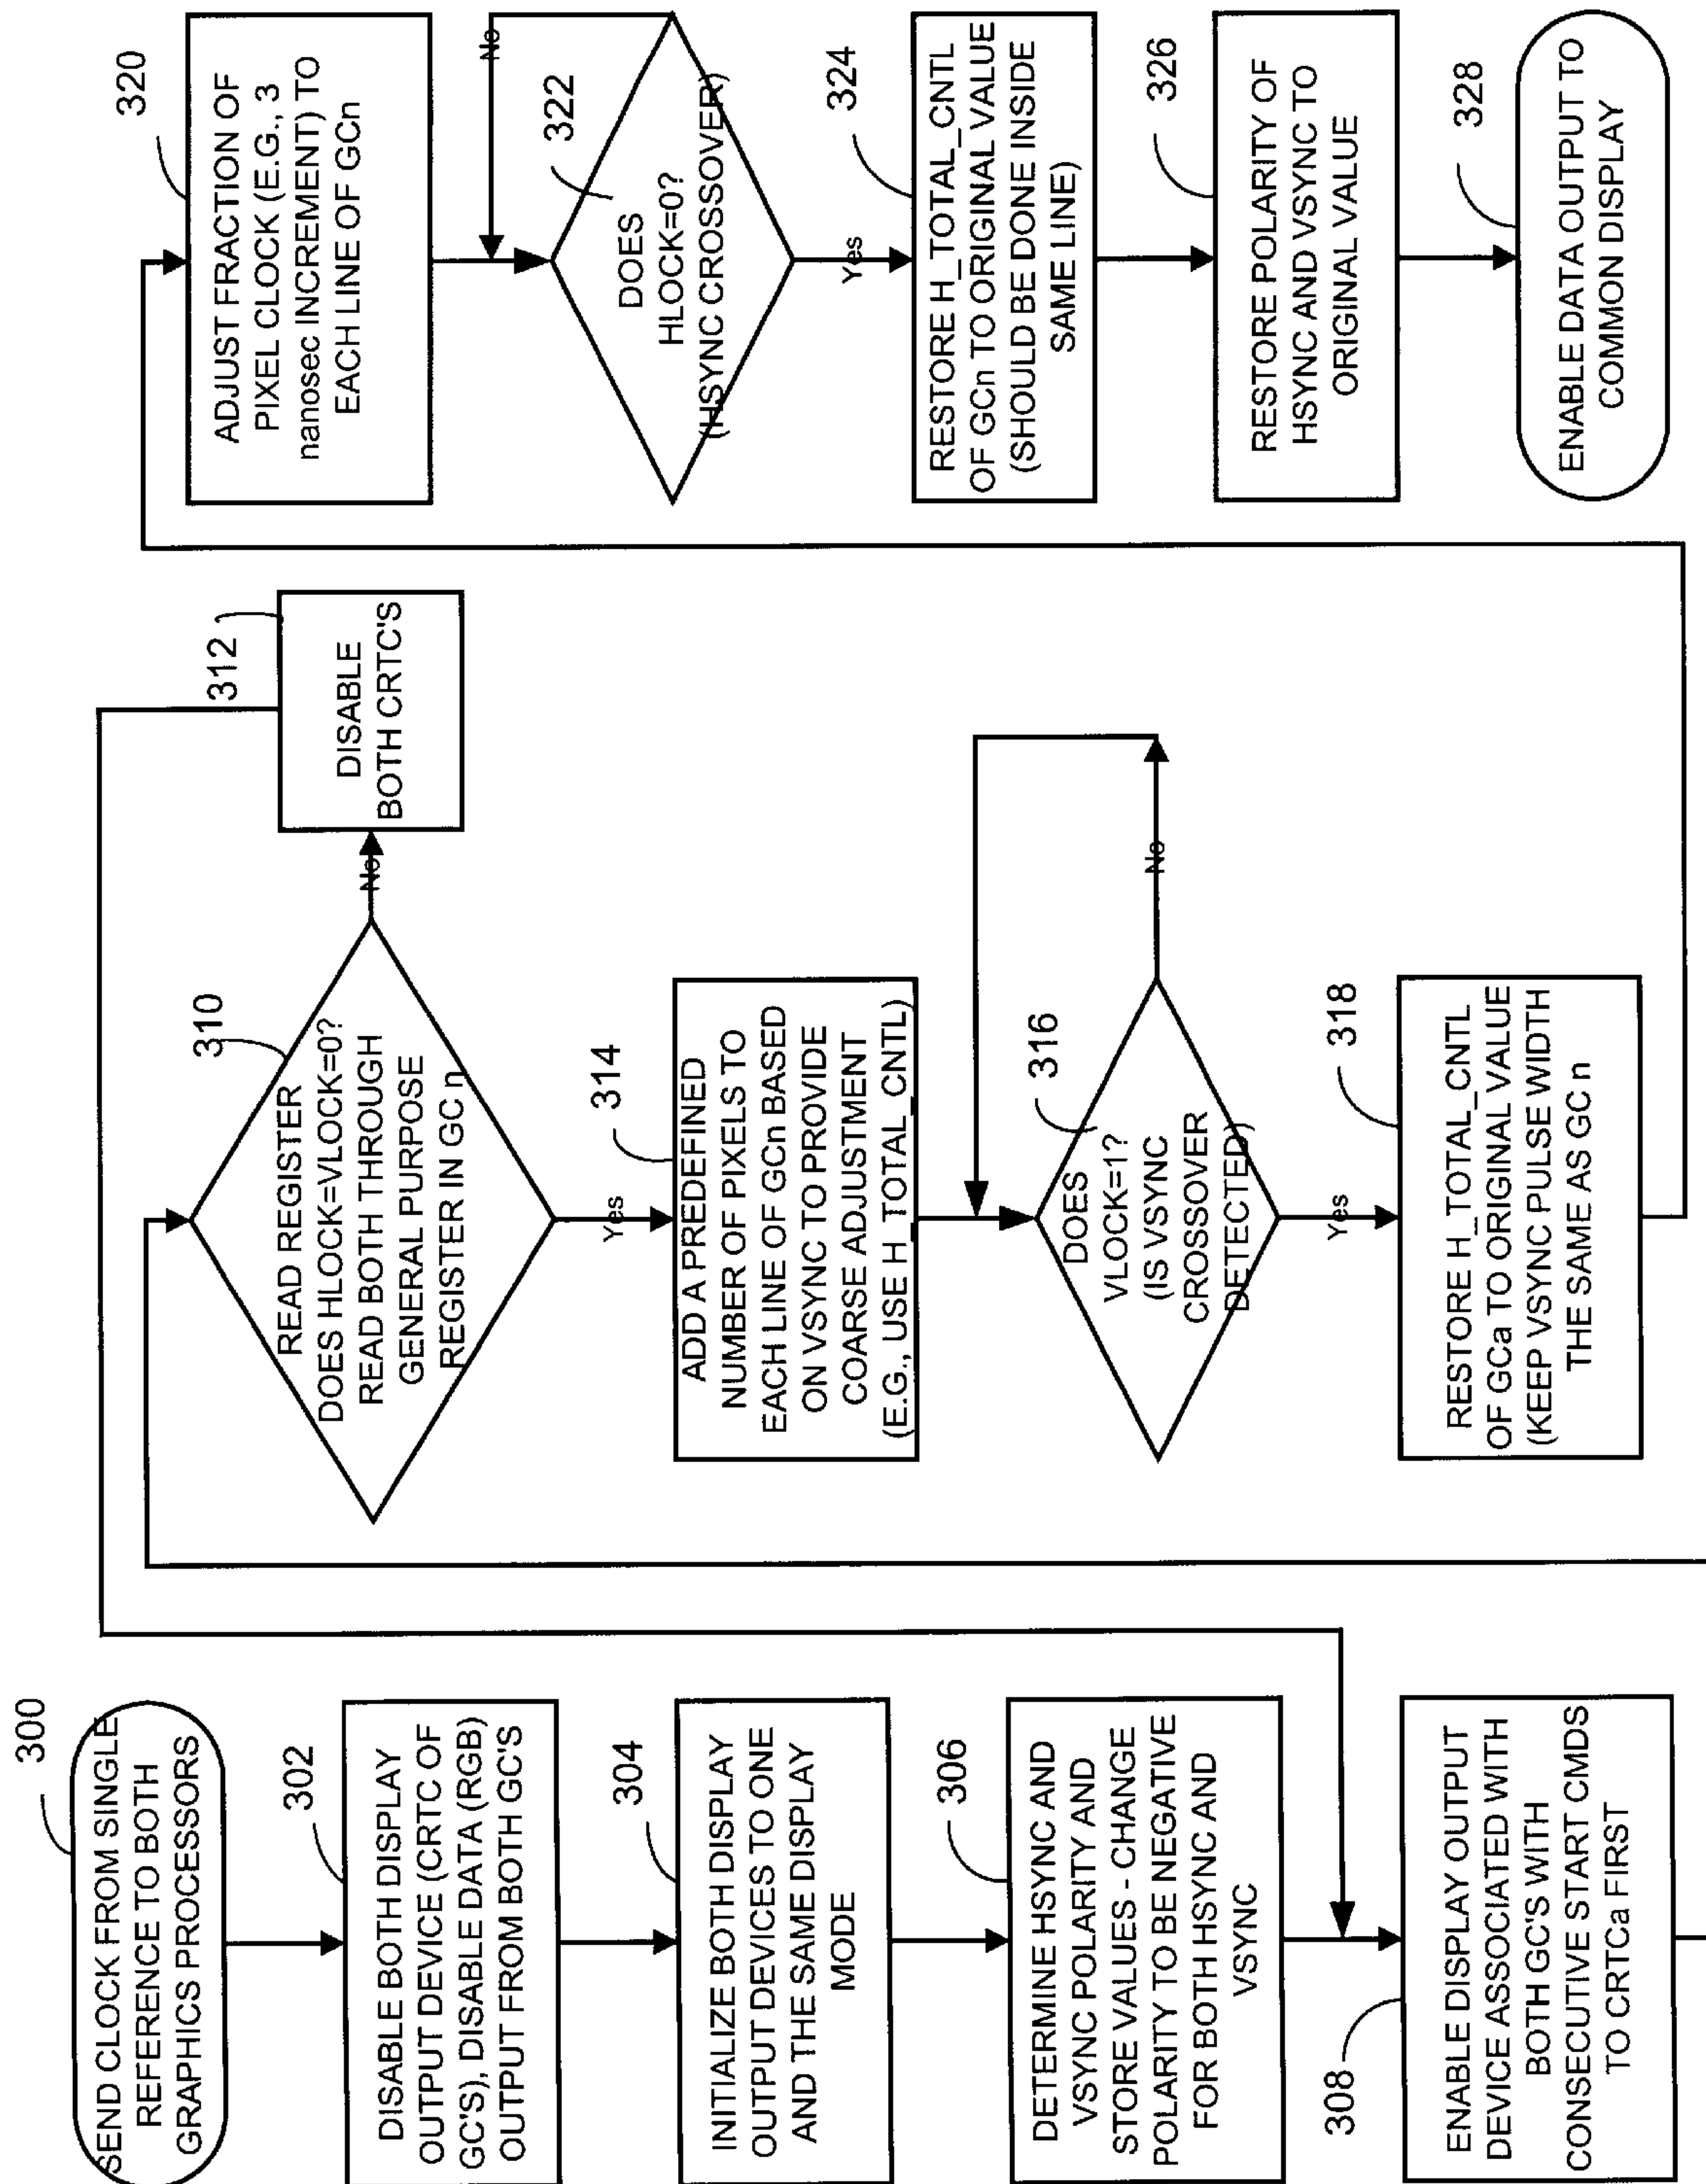 300
SEND CLOCK FROM SINGLE
REFERENCE TO BOTH
GRAPHICS PROCESSORS
302
DISABLE BOTH DISPLAY
OUTPUT DEVICE (CRTC OF
GC'S), DISABLE DATA (RGB)
OUTPUT FROM BOTH GC'S
304
INITIALIZE BOTH DISPLAY
OUTPUT DEVICES TO ONE
AND THE SAME DISPLAY
MODE
306
DETERMINE HSYNC AND
VSYNC POLARITY AND
STORE VALUES - CHANGE
POLARITY TO BE NEGATIVE
FOR BOTH HSYNC AND
VSYNC
308
ENABLE DISPLAY OUTPUT
DEVICE ASSOCIATED WITH
BOTH GC'S WITH
CONSECUTIVE START CMDS
TO CRTCa FIRST
310
READ REGISTER
DOES HLOCK=VLOCK=0?
READ BOTH THROUGH
GENERAL PURPOSE
REGISTER IN GC n
No
312
DISABLE
BOTH CRTC'S
Yes
314
ADD A PREDEFINED
NUMBER OF PIXELS TO
EACH LINE OF GCn BASED
ON VSYNC TO PROVIDE
COARSE ADJUSTMENT
(E.G., USE H_TOTAL_CNTL)
316
DOES
VLOCK=1?
(IS VSYNC
CROSSOVER
DETECTED)
No
Yes
318
RESTORE H_TOTAL_CNTL
OF GCa TO ORIGINAL VALUE
(KEEP VSYNC PULSE WIDTH
THE SAME AS GC n
320
ADJUST FRACTION OF
PIXEL CLOCK (E.G., 3
nanosec INCREMENT) TO
EACH LINE OF GCn
322
DOES
HLOCK=0?
(HSYNC CROSSOVER)
No
Yes
324
RESTORE H_TOTAL_CNTL
OF GCn TO ORIGINAL VALUE
(SHOULD BE DONE INSIDE
SAME LINE)
326
RESTORE POLARITY OF
HSYNC AND VSYNC TO
ORIGINAL VALUE
328
ENABLE DATA OUTPUT TO
COMMON DISPLAY